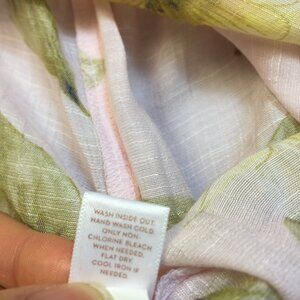 WASH INSIDE OUT.
HAND WASH COLD.
ONLY NON
CHLORINE BLEACH
WHEN NEEDED.
FLAT DRY.
COOL IRON IF
NEEDED.